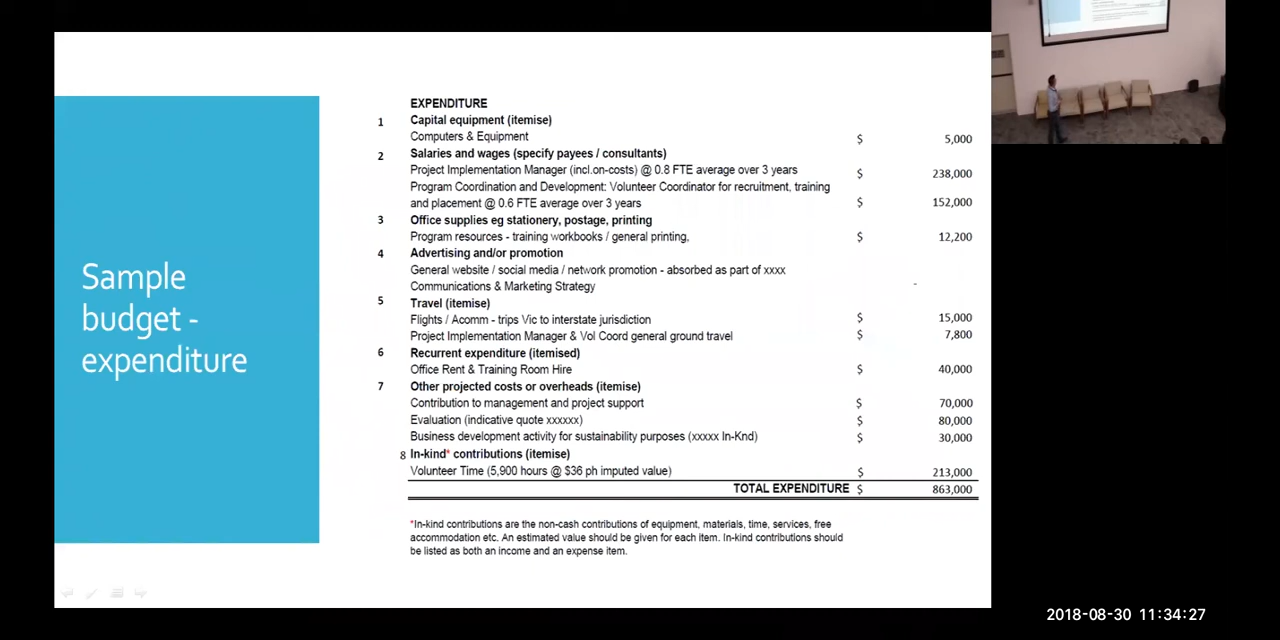 Sample
budget -
expenditure
EXPENDITURE
1 Capital equipment (itemise)
Computers & Equipment $ 5,000
2 Salaries and wages (specify payees / consultants)
Project Implementation Manager (incl.on-costs) @ 0.8 FTE average over 3 years $ 238,000
Program Coordination and Development: Volunteer Coordinator for recruitment, training
and placement @ 0.6 FTE average over 3 years $ 152,000
3 Office supplies eg stationery, postage, printing
Program resources - training workbooks / general printing, $ 12,200
4 Advertising and/or promotion
General website / social media / network promotion - absorbed as part of xxxx
Communications & Marketing Strategy -
5 Travel (itemise)
Flights / Acomm - trips Vic to interstate jurisdiction $ 15,000
Project Implementation Manager & Vol Coord general ground travel $ 7,800
6 Recurrent expenditure (itemised)
Office Rent & Training Room Hire $ 40,000
7 Other projected costs or overheads (itemise)
Contribution to management and project support $ 70,000
Evaluation (indicative quote xxxxxx) $ 80,000
Business development activity for sustainability purposes (xxxxx In-Knd) $ 30,000
8 In-kind* contributions (itemise)
Volunteer Time (5,900 hours @ $36 ph imputed value) $ 213,000
TOTAL EXPENDITURE $ 863,000
*In-kind contributions are the non-cash contributions of equipment, materials, time, services, free
accommodation etc. An estimated value should be given for each item. In-kind contributions should
be listed as both an income and an expense item.
2018-08-30 11:34:27